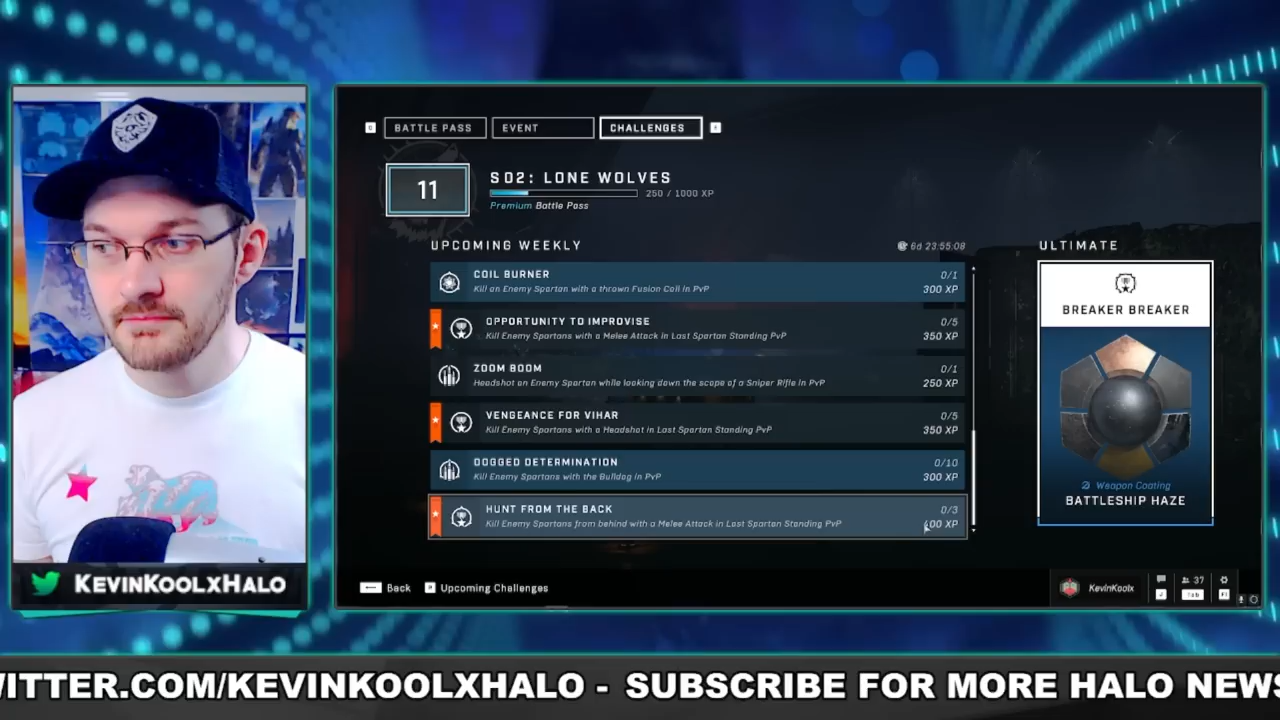 BATTLE PASS
EVENT
CHALLENGES
11
S02: LONE WOLVES
250 / 1000 XP
Premium Battle Pass
UPCOMING WEEKLY
6d 23:55:08
COIL BURNER
0/1
Kill an Enemy Spartan with a thrown Fusion Coil in PvP
300 XP
OPPORTUNITY TO IMPROVISE
0/5
Kill Enemy Spartans with a Melee Attack in Last Spartan Standing PvP
350 XP
ZOOM BOOM
0/1
Headshot an Enemy Spartan while looking down the scope of a Sniper Rifle in PvP
250 XP
VENGEANCE FOR VIHAR
0/5
Kill Enemy Spartans with a Headshot in Last Spartan Standing PvP
350 XP
DOGGED DETERMINATION
0/10
Kill Enemy Spartans with the Bulldog in PvP
300 XP
HUNT FROM THE BACK
0/3
Kill Enemy Spartans from behind with a Melee Attack in Last Spartan Standing PvP
XP
ULTIMATE
BREAKER BREAKER
Weapon Coating
BATTLESHIP HAZE
Back
Upcoming Challenges
KevinKoolx
37
Tab
KEVINKOOLXHALO
WITTER.COM/KEVINKOOLXHALO - SUBSCRIBE FOR MORE HALO NEWS